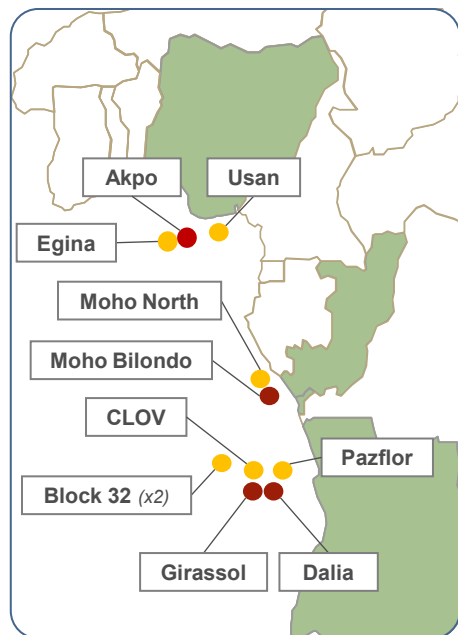 Akpo
Usan
Egina
Moho North
Moho Bilondo
CLOV
Pazflor
Block 32 (x2)
Girassol
Dalia